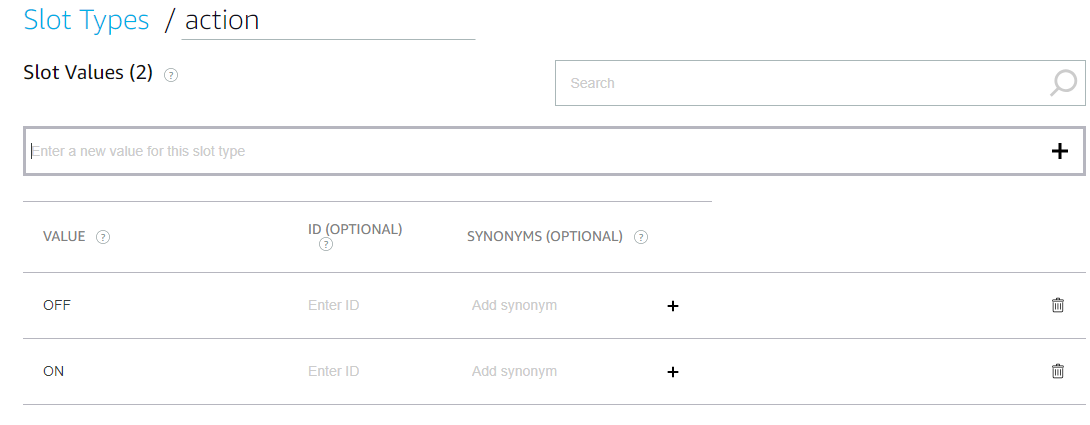 Slot Types / action
Slot Values (2) ?
Search
Enter a new value for this slot type
VALUE ? ID (OPTIONAL) ? SYNONYMS (OPTIONAL) ?
OFF Enter ID Add synonym +
ON Enter ID Add synonym +